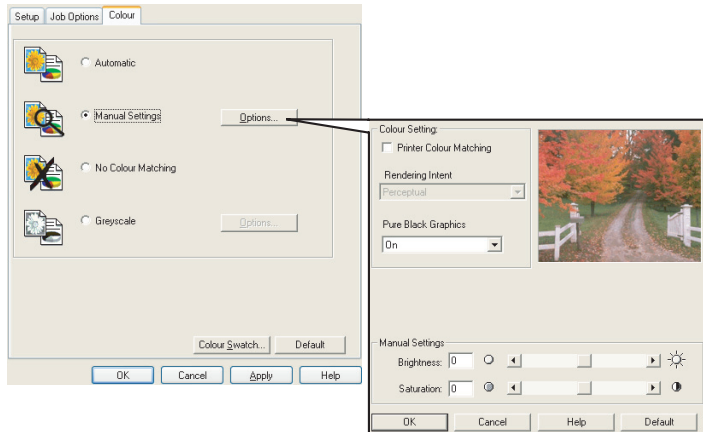 Setup
Job Options
Colour
Automatic
Manual Settings
Options...
No Colour Matching
Greyscale
Options...
Colour Swatch...
Default
OK
Cancel
Apply
Help
Colour Setting:
Printer Colour Matching
Rendering Intent
Perceptual
Pure Black Graphics
On
Manual Settings
Brightness: 0
Saturation: 0
OK
Cancel
Help
Default